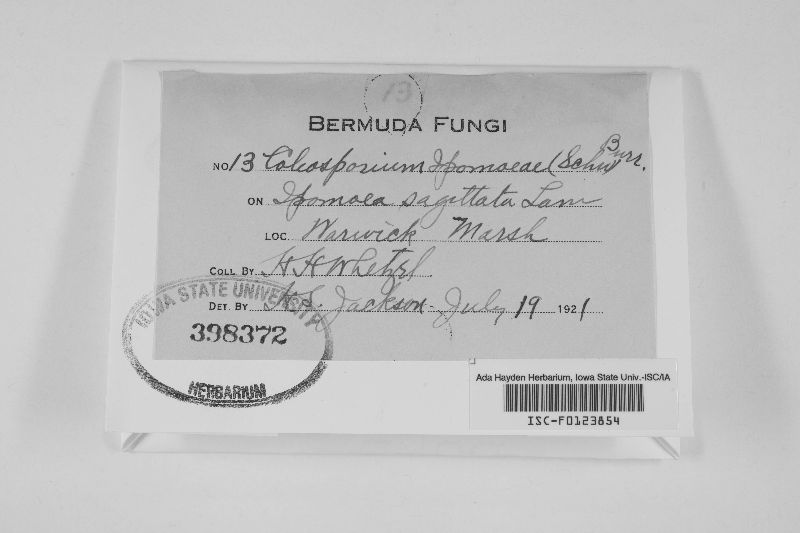 13
BERMUDA FUNGI
NO. 13 Coleosporium Ipomoeae (Schw) Burr.
ON Ipomoea sagittata Lam
LOC. Warwick Marsh
COLL. BY H H Whetzel
DET. BY H.S. Jackson - July 19 1921
IOWA STATE UNIVERSITY
398372
HERBARIUM
Ada Hayden Herbarium, Iowa State Univ.-ISC/IA
ISC-F0123854